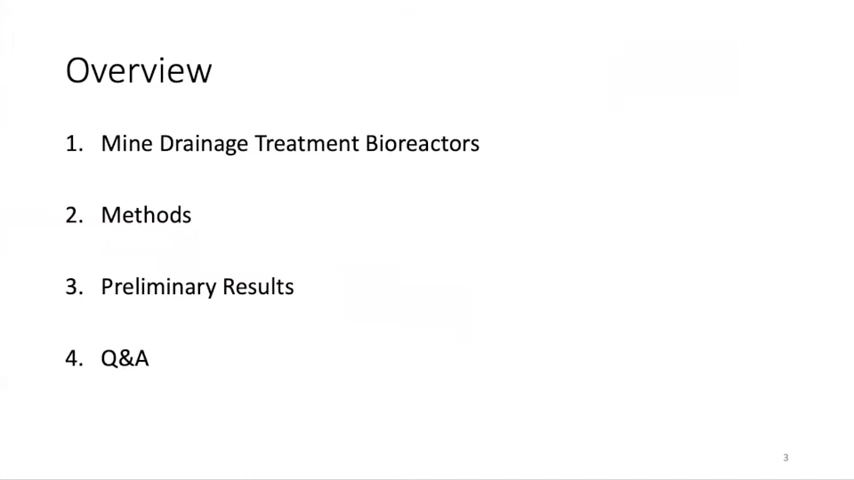 Overview
1. Mine Drainage Treatment Bioreactors
2. Methods
3. Preliminary Results
4. Q&A
3